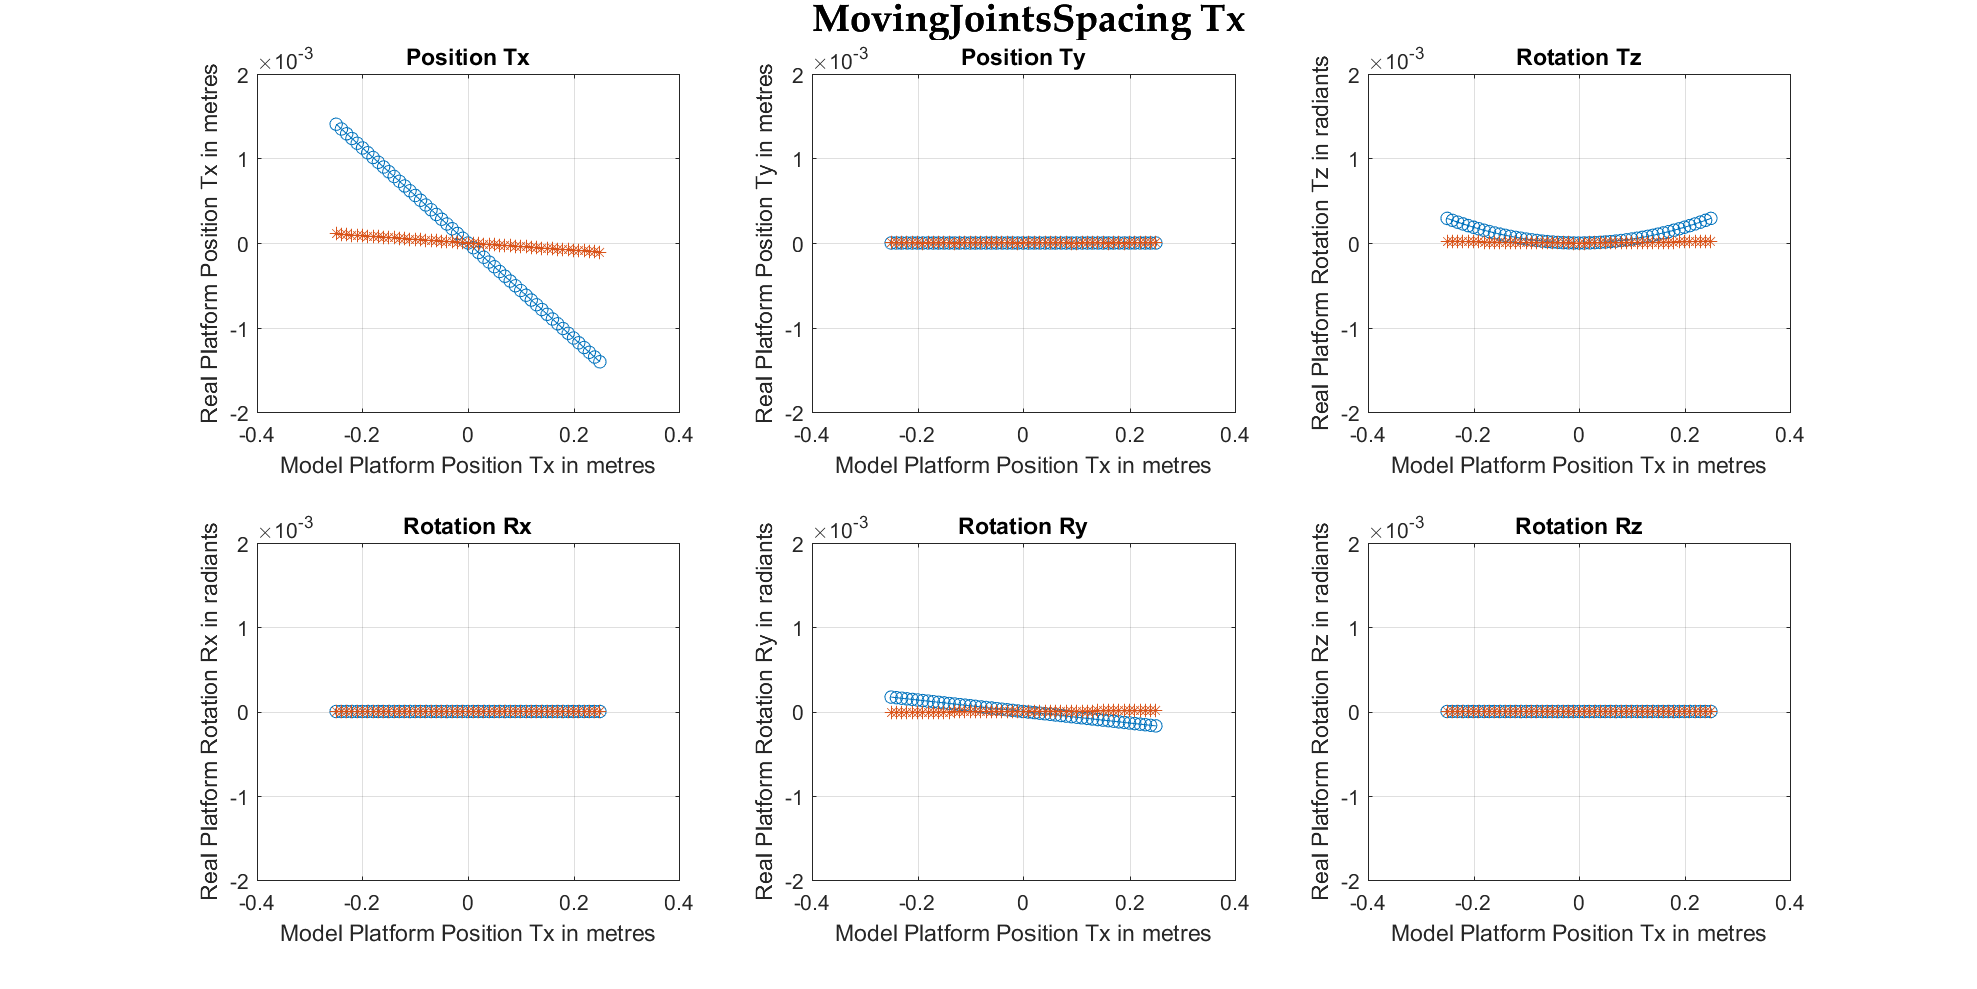 MovingJointsSpacing Tx
Position Tx
×10-3
Real Platform Position Tx in metres
2
1
0
-1
-2
-0.4 -0.2 0 0.2 0.4
Model Platform Position Tx in metres
Position Ty
×10-3
Real Platform Position Ty in metres
2
1
0
-1
-2
-0.4 -0.2 0 0.2 0.4
Model Platform Position Tx in metres
Rotation Tz
×10-3
Real Platform Rotation Tz in radiants
2
1
0
-1
-2
-0.4 -0.2 0 0.2 0.4
Model Platform Position Tx in metres
Rotation Rx
×10-3
Real Platform Rotation Rx in radiants
2
1
0
-1
-2
-0.4 -0.2 0 0.2 0.4
Model Platform Position Tx in metres
Rotation Ry
×10-3
Real Platform Rotation Ry in radiants
2
1
0
-1
-2
-0.4 -0.2 0 0.2 0.4
Model Platform Position Tx in metres
Rotation Rz
×10-3
Real Platform Rotation Rz in radiants
2
1
0
-1
-2
-0.4 -0.2 0 0.2 0.4
Model Platform Position Tx in metres